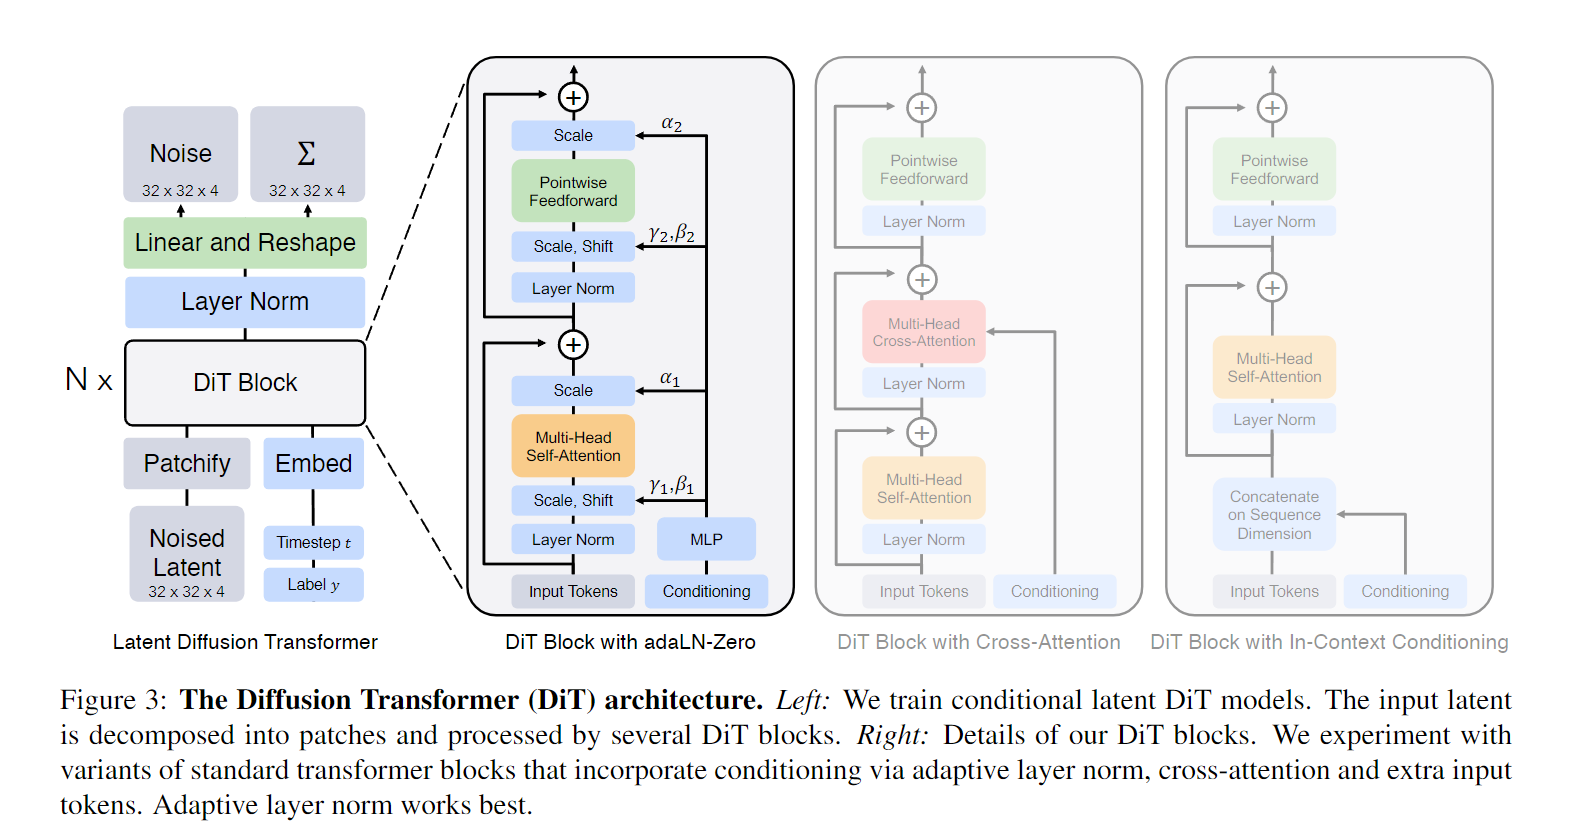 Noise
32 x 32 x 4
Σ
32 x 32 x 4
Linear and Reshape
Layer Norm
N x
DiT Block
Patchify
Embed
Noised
Latent
32 x 32 x 4
Timestep t
Label y
Latent Diffusion Transformer
+
Scale
α2
Pointwise
Feedforward
Scale, Shift
γ2,β2
Layer Norm
+
Scale
α1
Multi-Head
Self-Attention
Scale, Shift
γ1,β1
Layer Norm
MLP
Input Tokens
Conditioning
DiT Block with adaLN-Zero
+
Pointwise
Feedforward
Layer Norm
+
Multi-Head
Cross-Attention
Layer Norm
+
Multi-Head
Self-Attention
Layer Norm
Input Tokens
Conditioning
DiT Block with Cross-Attention
+
Pointwise
Feedforward
Layer Norm
+
Multi-Head
Self-Attention
Layer Norm
Concatenate
on Sequence
Dimension
Input Tokens
Conditioning
DiT Block with In-Context Conditioning
Figure 3: The Diffusion Transformer (DiT) architecture. Left: We train conditional latent DiT models. The input latent
is decomposed into patches and processed by several DiT blocks. Right: Details of our DiT blocks. We experiment with
variants of standard transformer blocks that incorporate conditioning via adaptive layer norm, cross-attention and extra input
tokens. Adaptive layer norm works best.